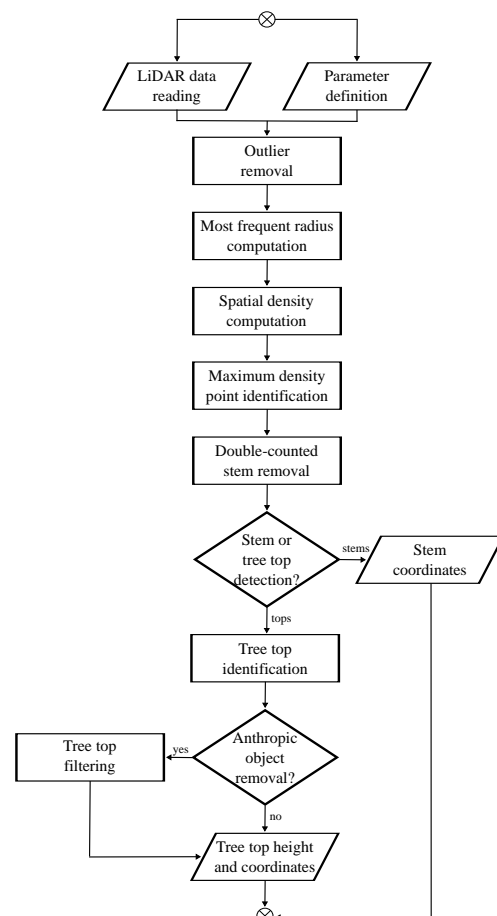 LiDAR data
reading
Parameter
definition
Outlier
removal
Most frequent radius
computation
Spatial density
computation
Maximum density
point identification
Double-counted
stem removal
Stem or
tree top
detection?
stems
Stem
coordinates
tops
Tree top
identification
Anthropic
object
removal?
yes
Tree top
filtering
no
Tree top height
and coordinates